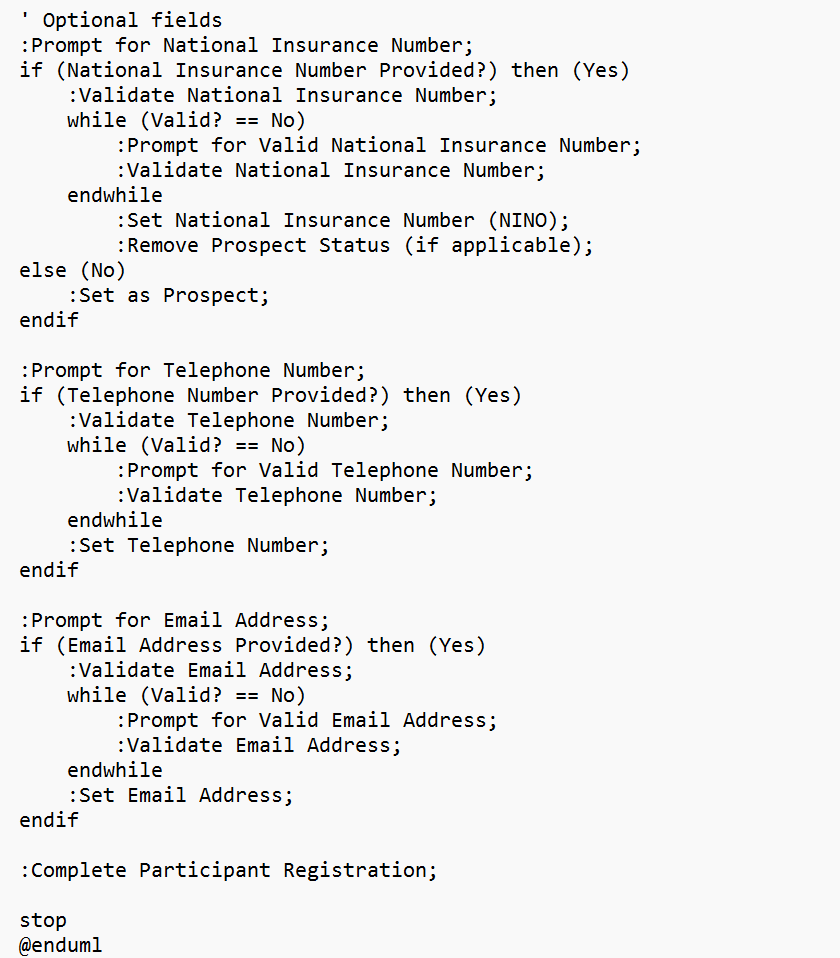 ' Optional fields
:Prompt for National Insurance Number;
if (National Insurance Number Provided?) then (Yes)
    :Validate National Insurance Number;
    while (Valid? == No)
        :Prompt for Valid National Insurance Number;
        :Validate National Insurance Number;
    endwhile
        :Set National Insurance Number (NINO);
        :Remove Prospect Status (if applicable);
else (No)
    :Set as Prospect;
endif

:Prompt for Telephone Number;
if (Telephone Number Provided?) then (Yes)
    :Validate Telephone Number;
    while (Valid? == No)
        :Prompt for Valid Telephone Number;
        :Validate Telephone Number;
    endwhile
    :Set Telephone Number;
endif

:Prompt for Email Address;
if (Email Address Provided?) then (Yes)
    :Validate Email Address;
    while (Valid? == No)
        :Prompt for Valid Email Address;
        :Validate Email Address;
    endwhile
    :Set Email Address;
endif

:Complete Participant Registration;

stop
@enduml